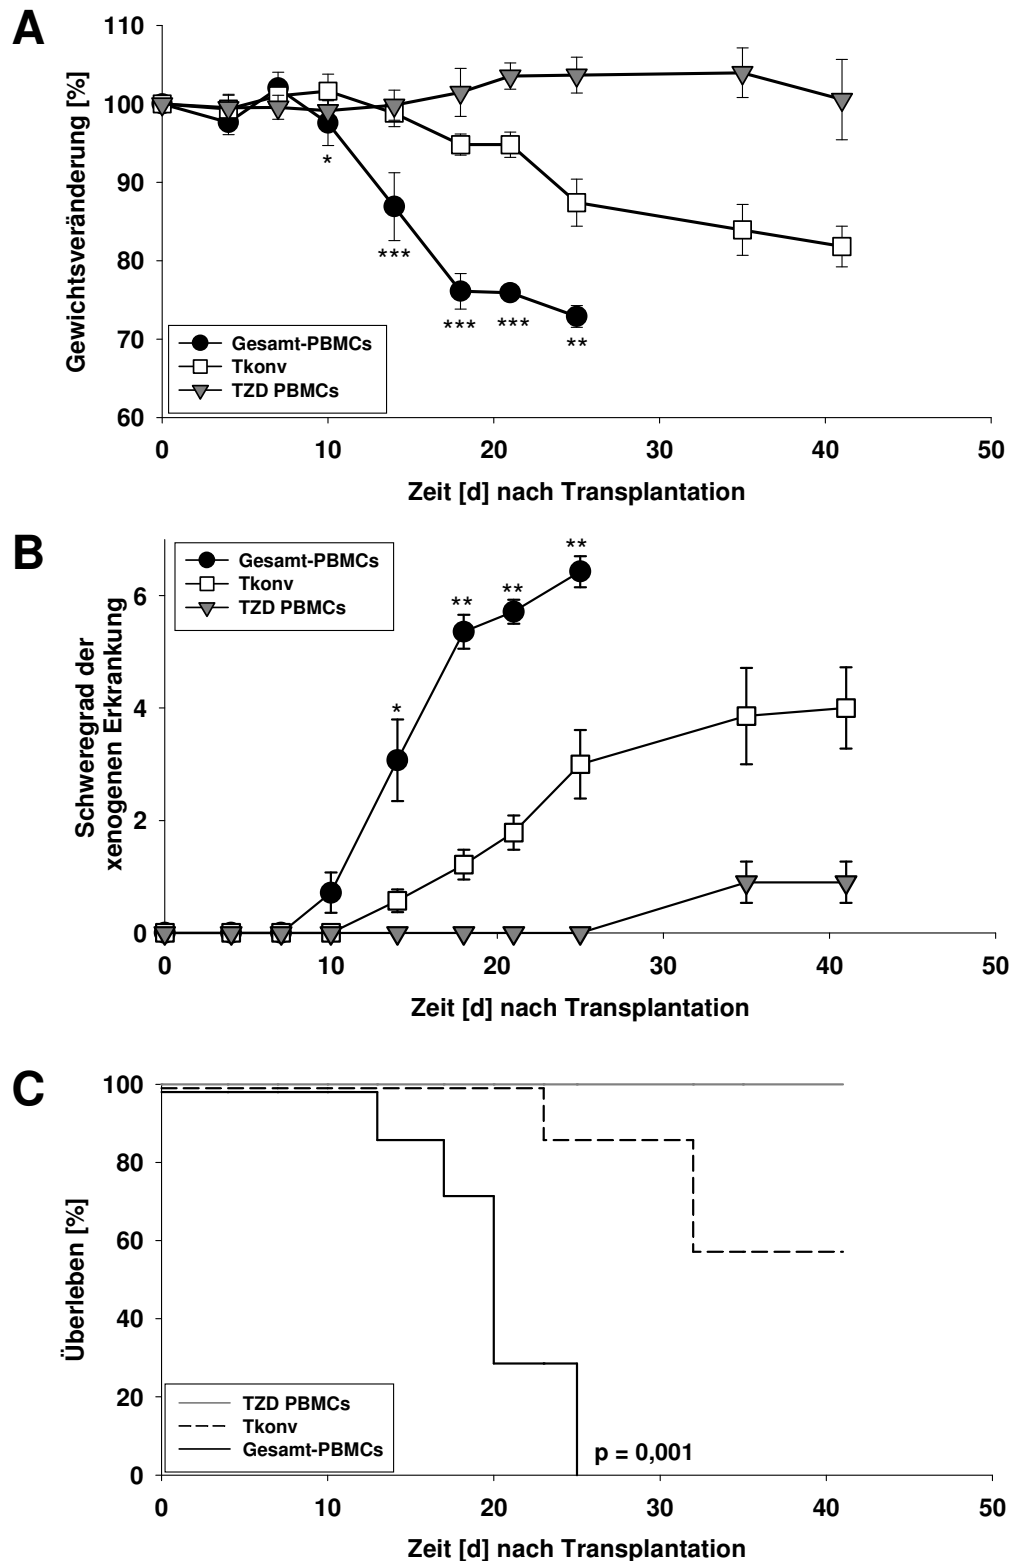 A
110
100
90
80
70
60
Gewichtsveränderung [%]
*
***
***
***
**
Gesamt-PBMCs
Tkonv
TZD PBMCs
0 10 20 30 40 50
Zeit [d] nach Transplantation
B
6
4
2
0
Schweregrad der
xenogenen Erkrankung
Gesamt-PBMCs
Tkonv
TZD PBMCs
*
**
**
**
0 10 20 30 40 50
Zeit [d] nach Transplantation
C
100
80
60
40
20
0
Überleben [%]
TZD PBMCs
Tkonv
Gesamt-PBMCs
p = 0,001
0 10 20 30 40 50
Zeit [d] nach Transplantation